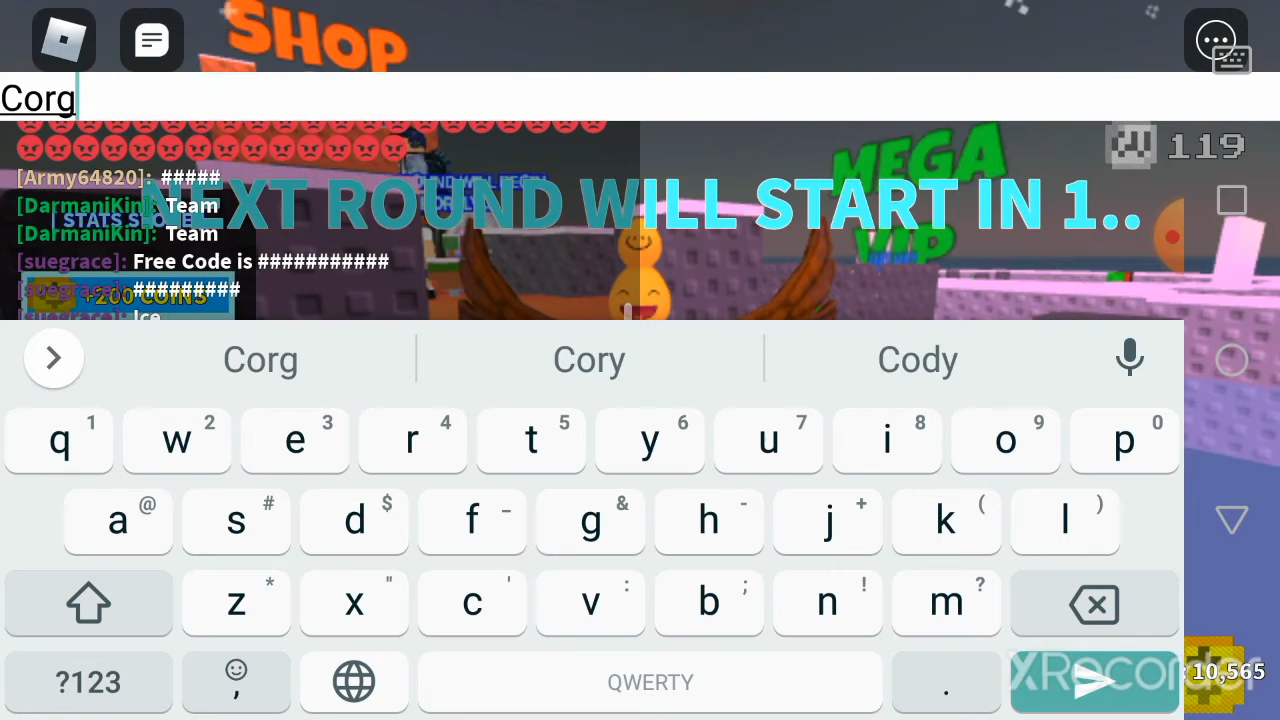 SHOP
Corg
😡😡😡😡😡😡😡😡😡😡😡😡😡😡😡😡😡😡😡😡😡
😡😡😡😡😡😡😡😡😡😡😡😡😡😡
[Army64820]: #####
[DarmaniKin]: Team
[DarmaniKin]: Team
[suegrace]: Free Code is ###########
[suegrace]: #########
[suegrace]: Ice
NEXT ROUND WILL START IN 1..
+200 COINS
MEGA
VIP
119
Corg Cory Cody
q 1 w 2 e 3 r 4 t 5 y 6 u 7 i 8 o 9 p 0
a @ s # d $ f _ g & h - j + k ( l )
z * x " c ' v : b ; n ! m ?
?123 , QWERTY .
XRecorder
10,565